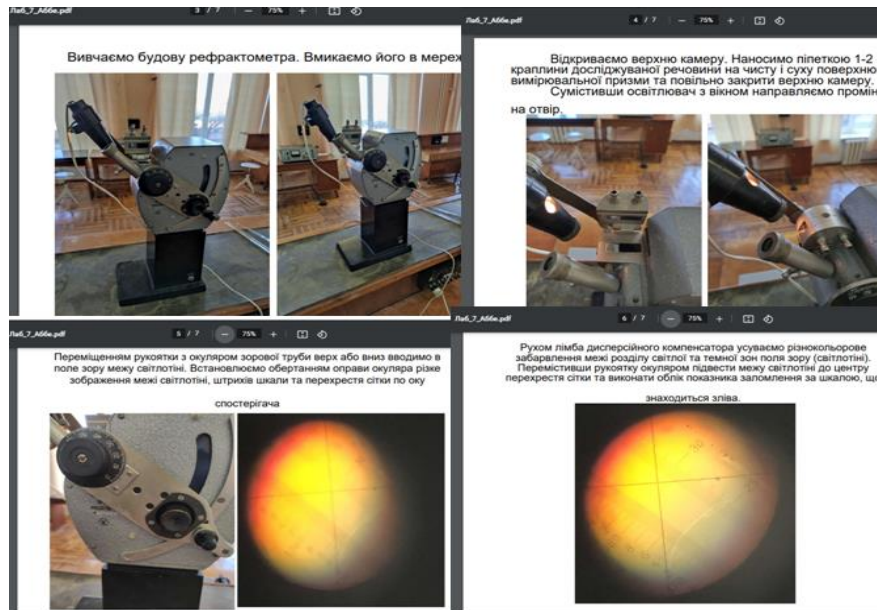 3 / 7
75%
Вивчаємо будову рефрактометра. Вмикаємо його в мереж
Лаб_7_Аббе.pdf
4 / 7
75%
Відкриваємо верхню камеру. Наносимо піпеткою 1-2
краплини досліджуваної речовини на чисту і суху поверхню
вимірювальної призми та повільно закрити верхню камеру.
Сумістивши освітлювач з вікном направляємо промін
на отвір.
Лаб_7_Аббе.pdf
5 / 7
75%
Переміщенням рукоятки з окуляром зорової труби верх або вниз вводимо в
поле зору межу світлотіні. Встановлюємо обертанням оправи окуляра різке
зображення межі світлотіні, штрихів шкали та перехрестя сітки по оку
спостерігача
Лаб_7_Аббе.pdf
6 / 7
75%
Рухом лімба дисперсійного компенсатора усуваємо різнокольорове
забарвлення межі розділу світлої та темної зон поля зору (світлотіні).
Перемістивши рукоятку окуляром підвести межу світлотіні до центру
перехрестя сітки та виконати облік показника заломлення за шкалою, що
знаходиться зліва.